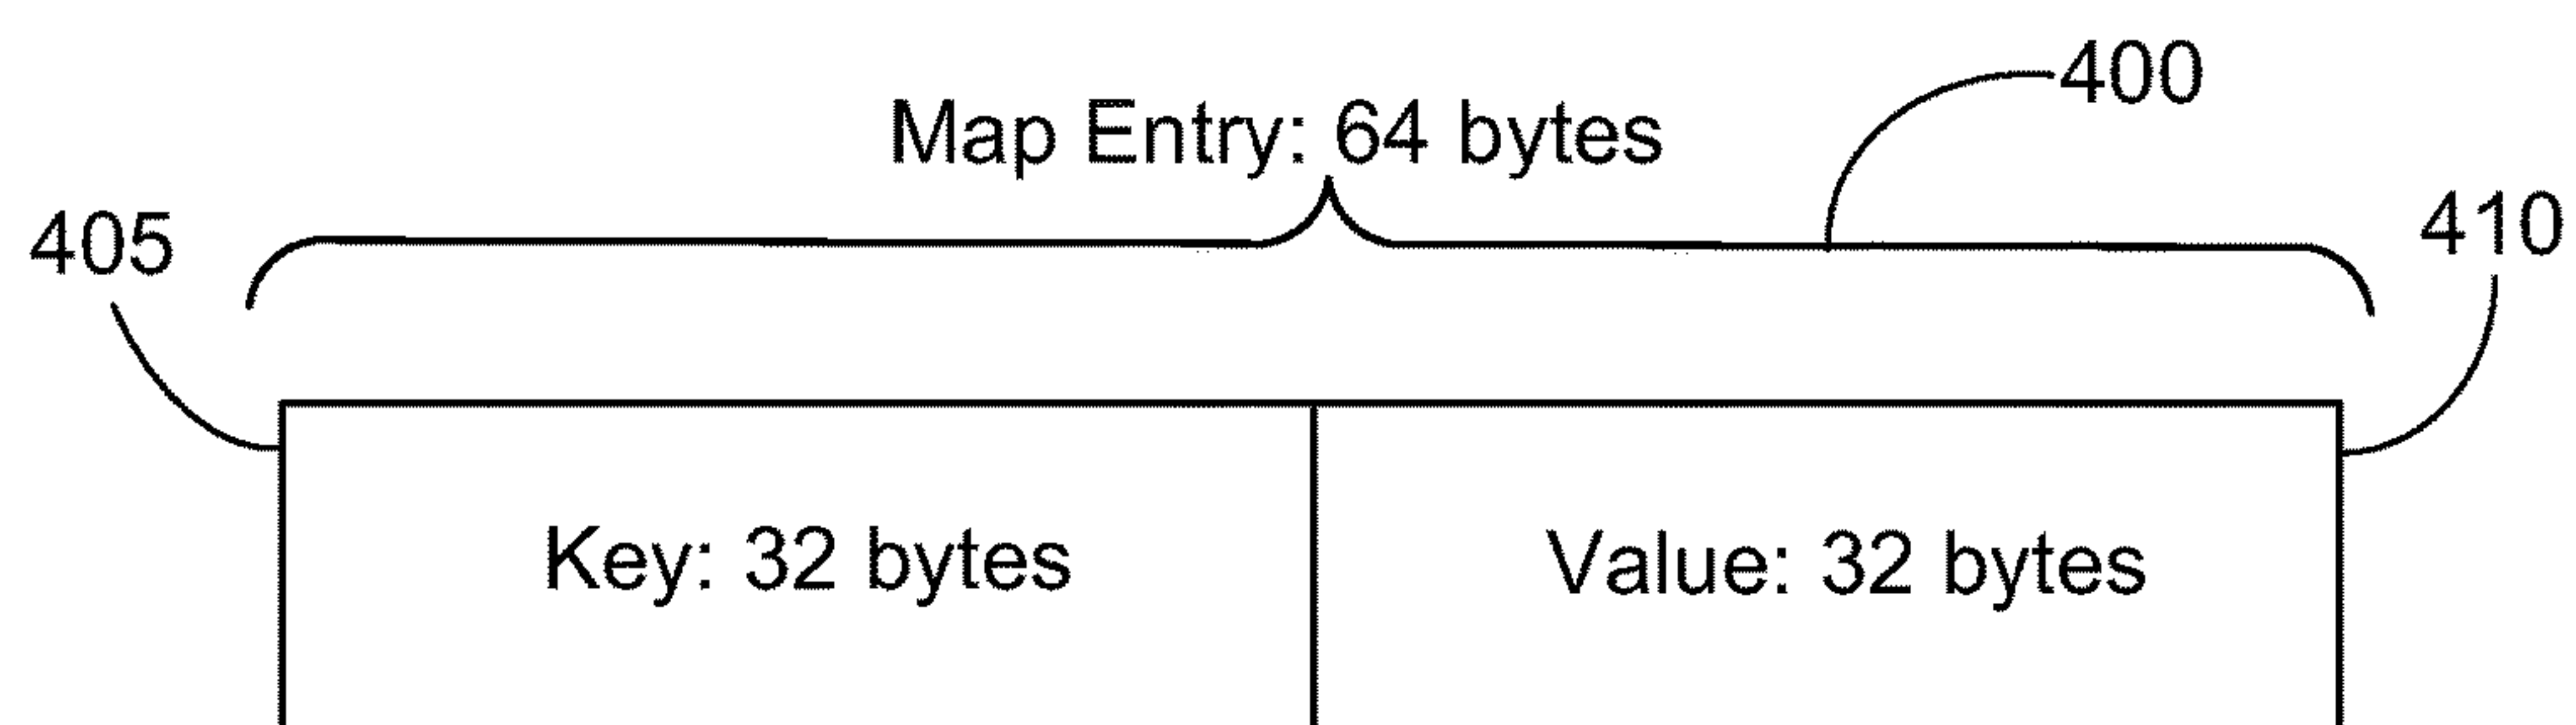 400
Map Entry: 64 bytes
405
410
Key: 32 bytes
Value: 32 bytes